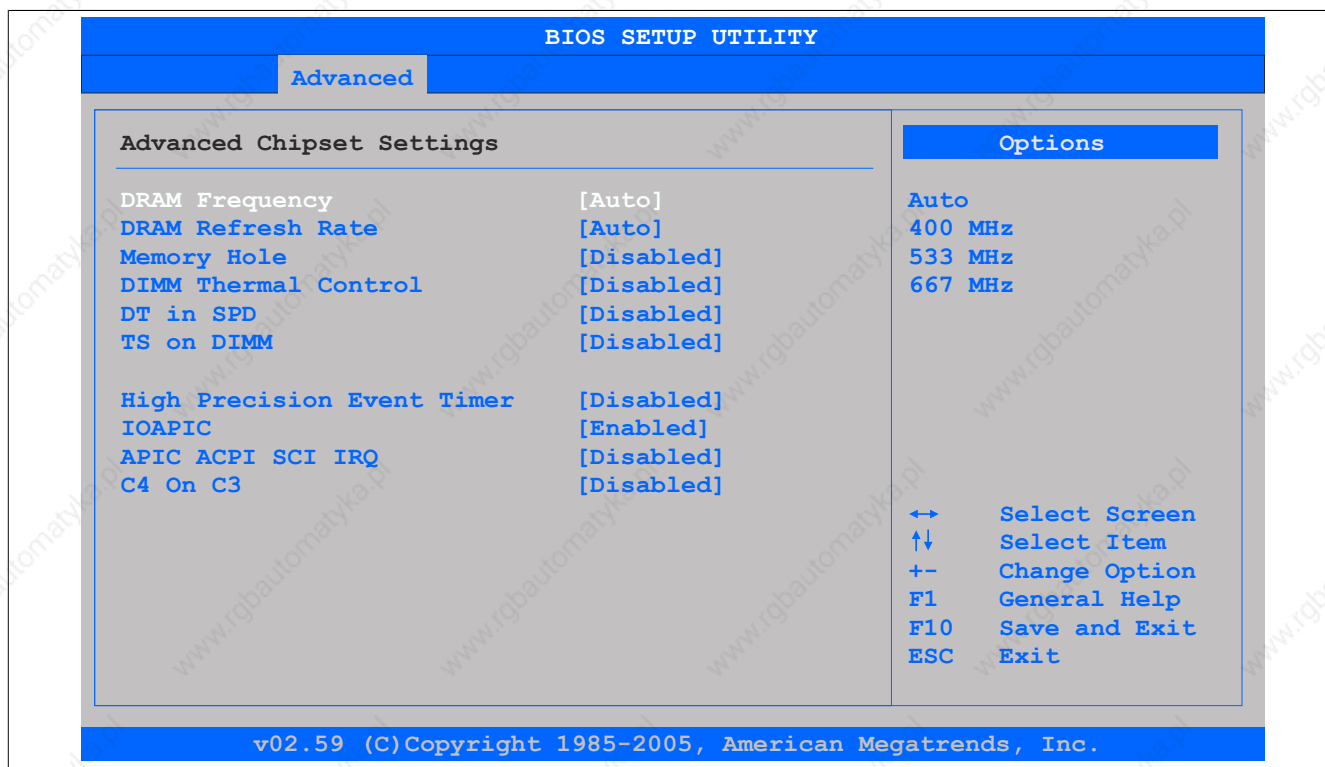 BIOS SETUP UTILITY
Advanced
Advanced Chipset Settings
DRAM Frequency [Auto]
DRAM Refresh Rate [Auto]
Memory Hole [Disabled]
DIMM Thermal Control [Disabled]
DT in SPD [Disabled]
TS on DIMM [Disabled]
High Precision Event Timer [Disabled]
IOAPIC [Enabled]
APIC ACPI SCI IRQ [Disabled]
C4 On C3 [Disabled]
Options
Auto
400 MHz
533 MHz
667 MHz
↔ Select Screen
↑↓ Select Item
+- Change Option
F1 General Help
F10 Save and Exit
ESC Exit
v02.59 (C)Copyright 1985-2005, American Megatrends, Inc.
www.rgbautomatyka.pl